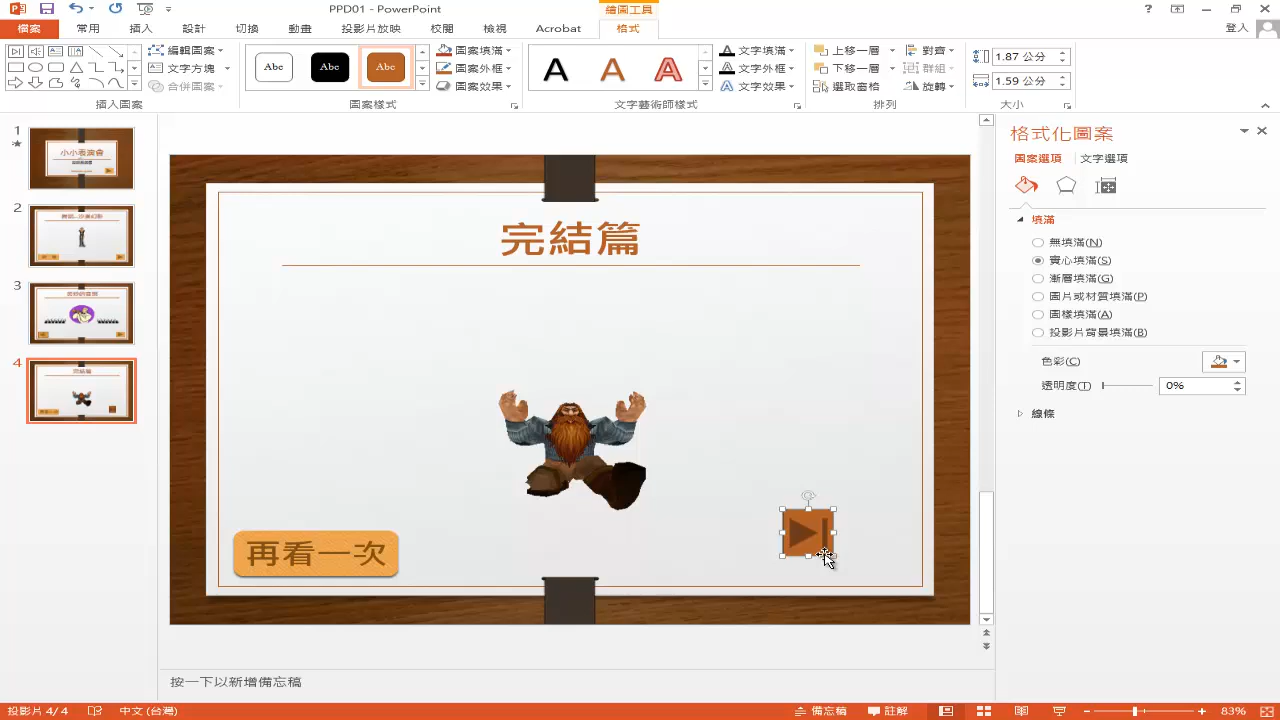 PPD01 - PowerPoint
繪圖工具
檔案
常用
插入
設計
切換
動畫
投影片放映
校閱
檢視
Acrobat
格式
登入
編輯圖案
文字方塊
合併圖案
插入圖案
Abc
Abc
Abc
圖案填滿
圖案外框
圖案效果
圖案樣式
A
A
A
文字填滿
文字外框
文字效果
文字藝術師樣式
上移一層
下移一層
選取窗格
對齊
群組
旋轉
排列
1.87 公分
1.59 公分
大小
1
小小表演會
2
3
4
完結篇
完結篇
再看一次
格式化圖案
圖案選項
文字選項
填滿
無填滿(N)
實心填滿(S)
漸層填滿(G)
圖片或材質填滿(P)
圖樣填滿(A)
投影片背景填滿(B)
色彩(C)
透明度(T)
0%
線條
按一下以新增備忘稿
投影片 4/4
中文 (台灣)
備忘稿
註解
83%